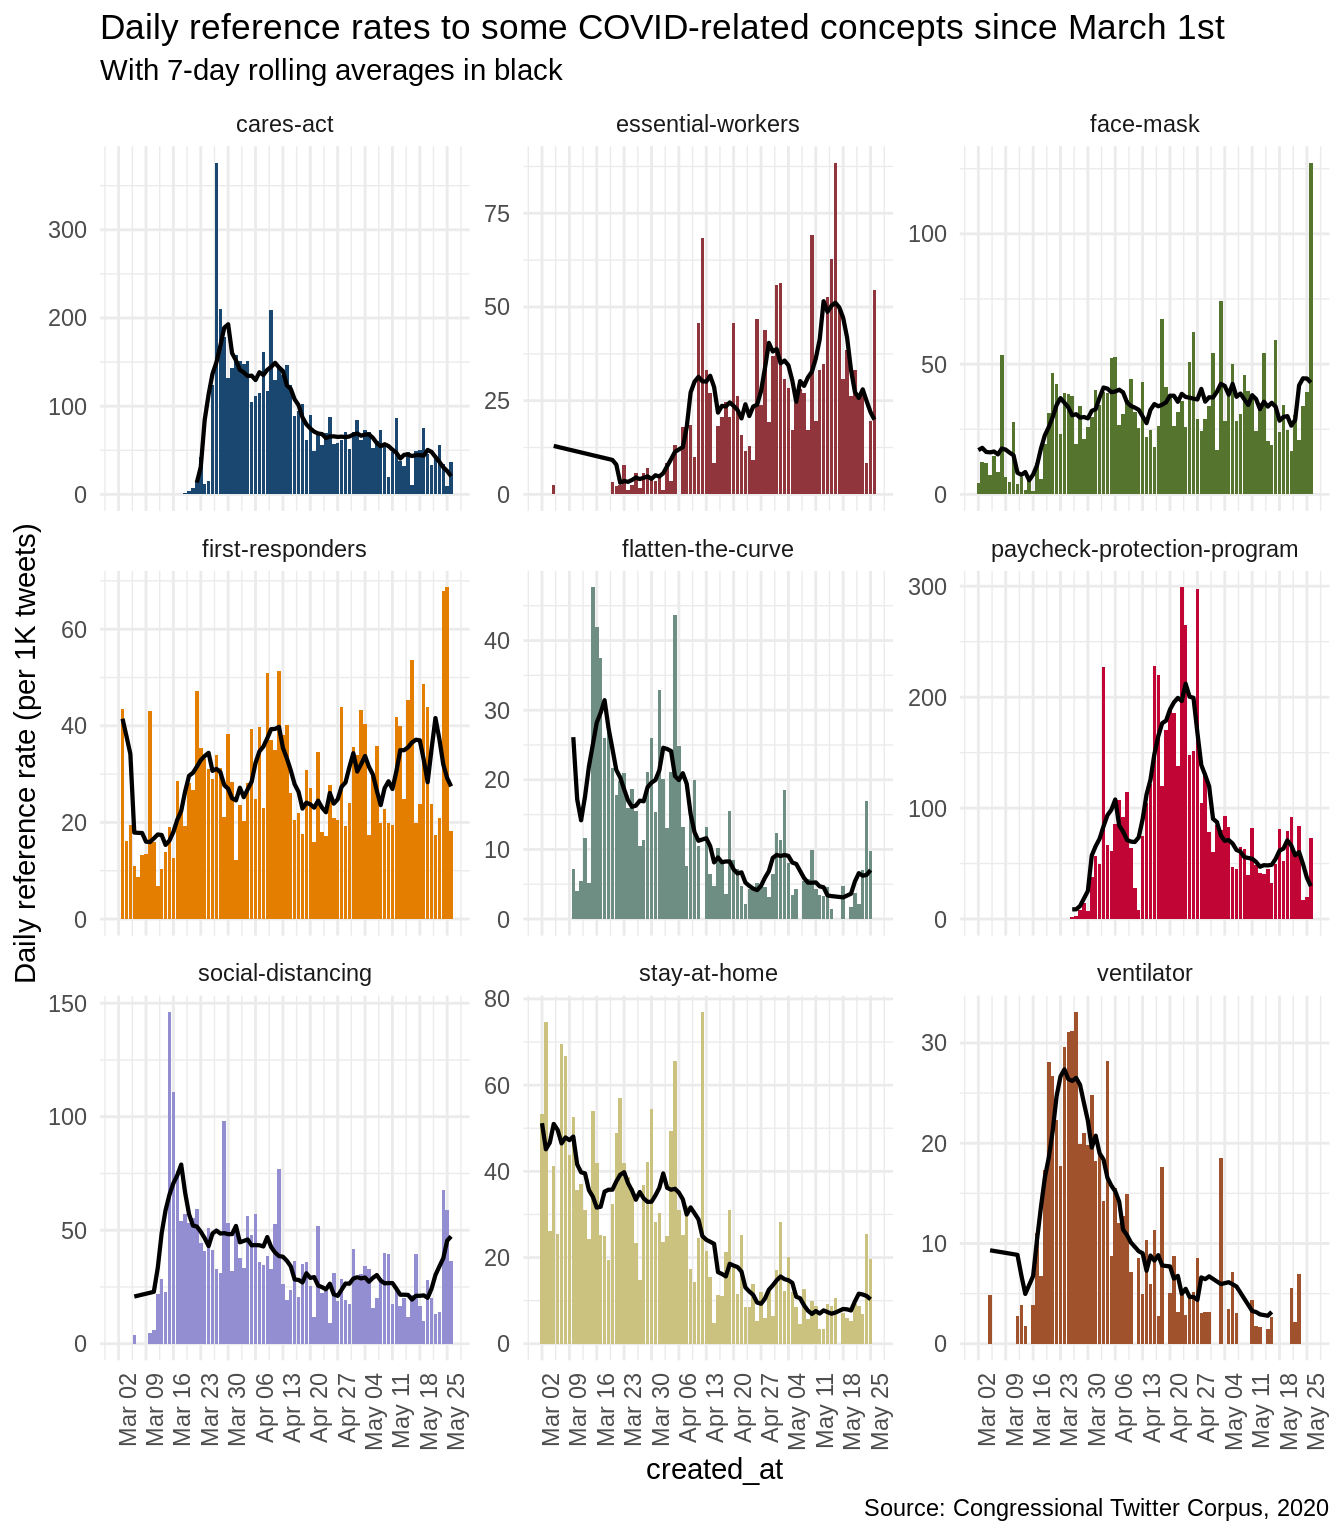 Daily reference rates to some COVID-related concepts since March 1st
With 7-day rolling averages in black
cares-act
essential-workers
face-mask
300
200
100
0
75
50
25
0
100
50
0
first-responders
flatten-the-curve
paycheck-protection-program
60
40
20
0
40
30
20
10
0
300
200
100
0
social-distancing
stay-at-home
ventilator
150
100
50
0
80
60
40
20
0
30
20
10
0
Daily reference rate (per 1K tweets)
Mar 02
Mar 09
Mar 16
Mar 23
Mar 30
Apr 06
Apr 13
Apr 20
Apr 27
May 04
May 11
May 18
May 25
Mar 02
Mar 09
Mar 16
Mar 23
Mar 30
Apr 06
Apr 13
Apr 20
Apr 27
May 04
May 11
May 18
May 25
Mar 02
Mar 09
Mar 16
Mar 23
Mar 30
Apr 06
Apr 13
Apr 20
Apr 27
May 04
May 11
May 18
May 25
created_at
Source: Congressional Twitter Corpus, 2020